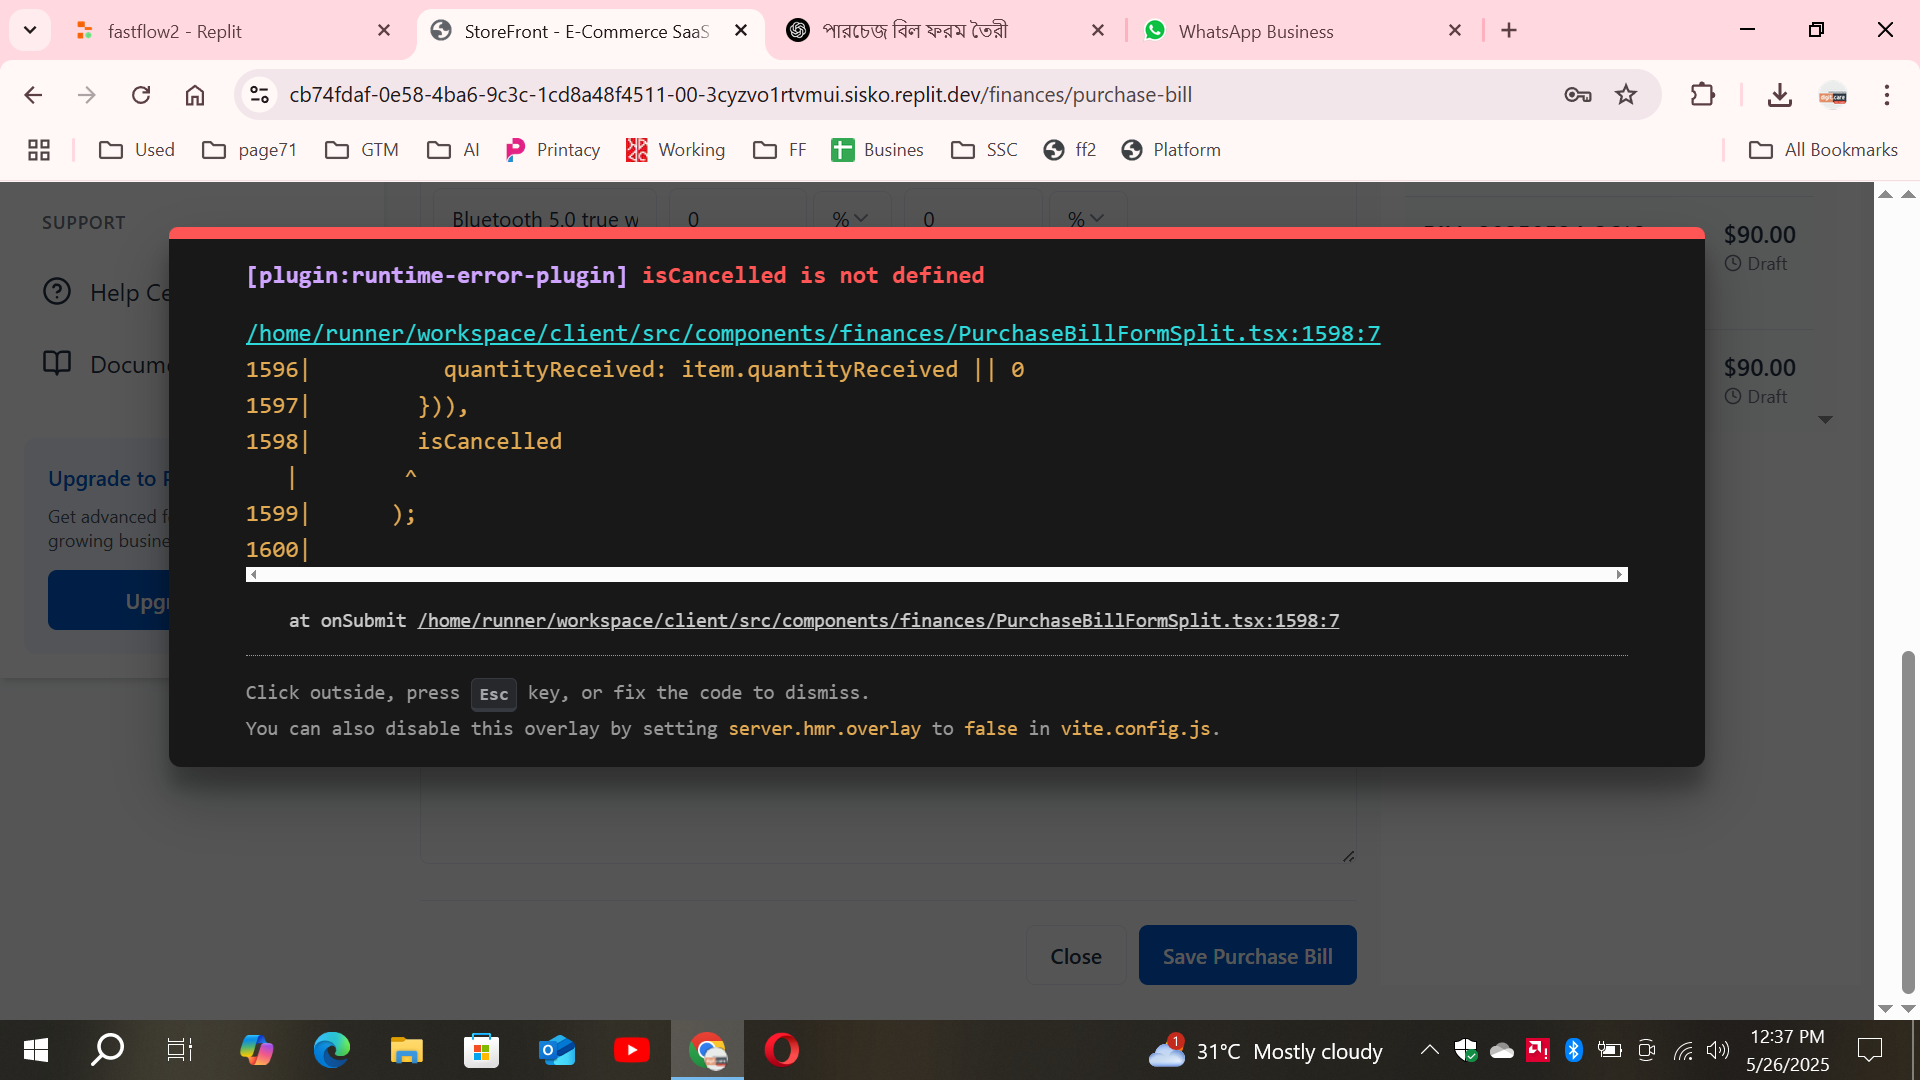 fastflow2 - Replit
StoreFront - E-Commerce SaaS
পারচেজ বিল ফরম তৈরী
WhatsApp Business
cb74fdaf-0e58-4ba6-9c3c-1cd8a48f4511-00-3cyzvo1rtvmui.sisko.replit.dev/finances/purchase-bill
Used
page71
GTM
AI
Printacy
Working
FF
Busines
SSC
ff2
Platform
All Bookmarks
SUPPORT
Bluetooth 5.0 true w
0
%
0
%
$90.00
Draft
Help Ce
Docum
$90.00
Draft
Upgrade to
Get advanced
growing busine
Upg
[plugin:runtime-error-plugin] isCancelled is not defined
/home/runner/workspace/client/src/components/finances/PurchaseBillFormSplit.tsx:1598:7
1596|          quantityReceived: item.quantityReceived || 0
1597|        })),
1598|        isCancelled
   |        ^
1599|      );
1600|
at onSubmit /home/runner/workspace/client/src/components/finances/PurchaseBillFormSplit.tsx:1598:7
Click outside, press Esc key, or fix the code to dismiss.
You can also disable this overlay by setting server.hmr.overlay to false in vite.config.js.
Close
Save Purchase Bill
1
31°C Mostly cloudy
12:37 PM
5/26/2025